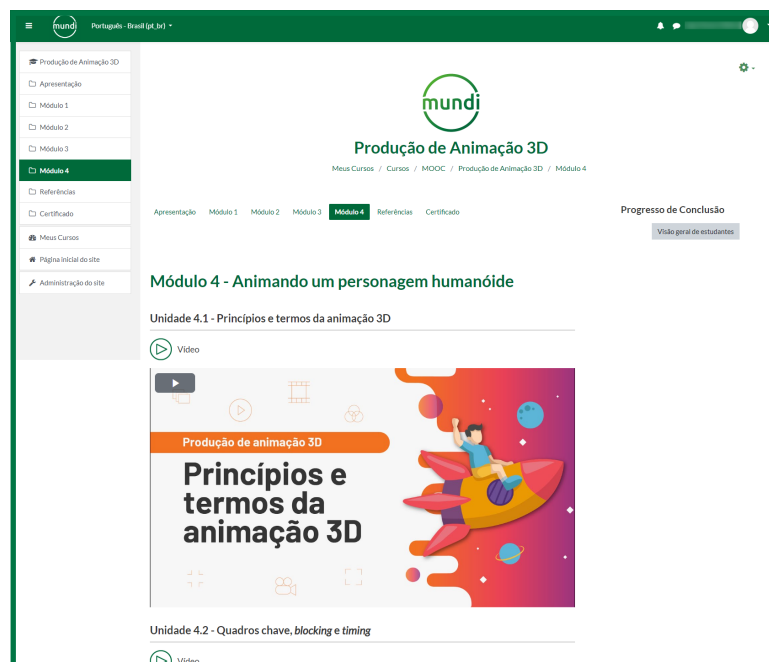 mundi
Português - Brasil (pt_br)
Produção de Animação 3D
Apresentação
Módulo 1
Módulo 2
Módulo 3
Módulo 4
Referências
Certificado
Meus Cursos
Página inicial do site
Administração do site
mundi
Produção de Animação 3D
Meus Cursos / Cursos / MOOC / Produção de Animação 3D / Módulo 4
Apresentação Módulo 1 Módulo 2 Módulo 3 Módulo 4 Referências Certificado
Progresso de Conclusão
Visão geral de estudantes
Módulo 4 - Animando um personagem humanóide
Unidade 4.1 - Princípios e termos da animação 3D
Vídeo
Produção de animação 3D
Princípios e
termos da
animação 3D
Unidade 4.2 - Quadros chave, blocking e timing
Vídeo